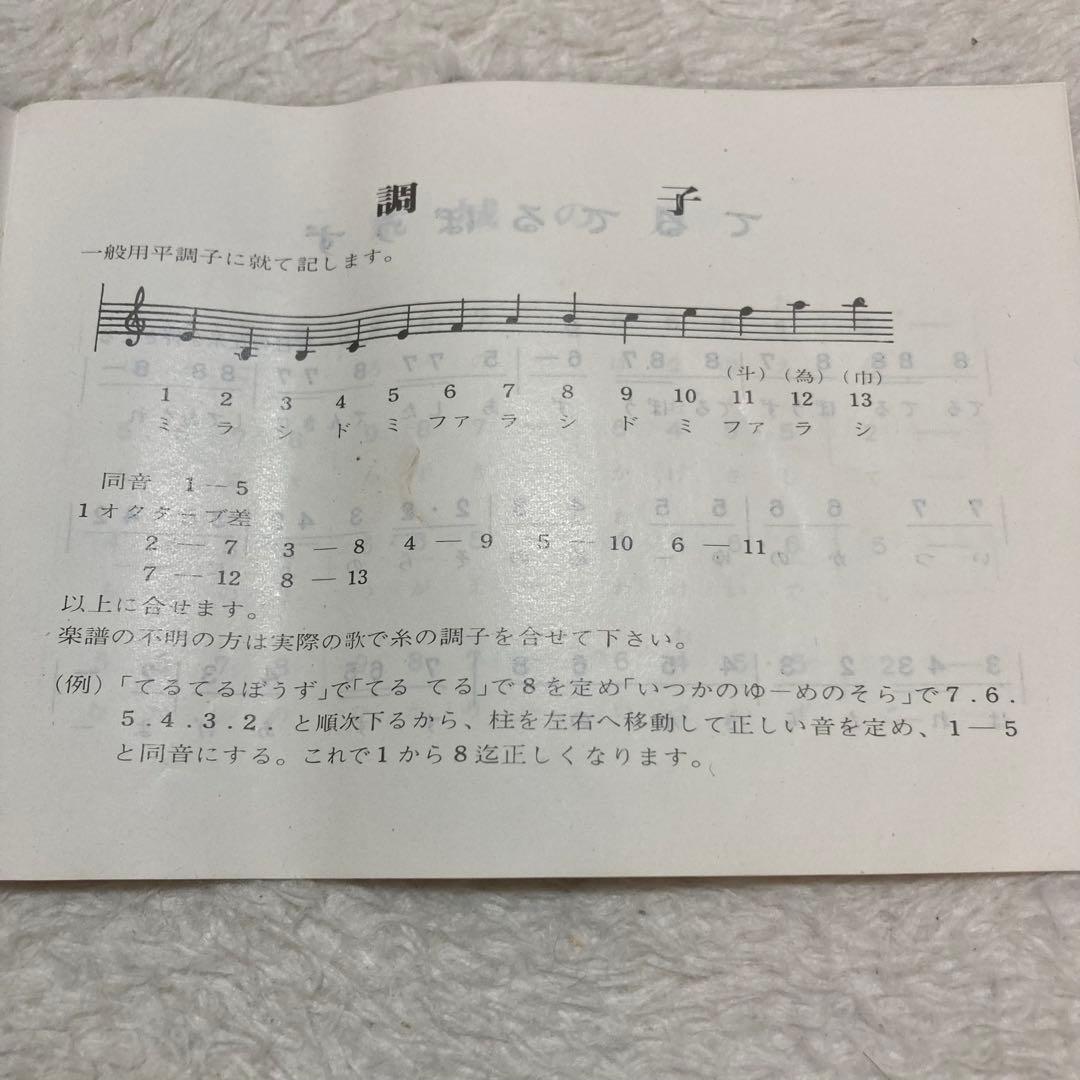 調子
一般用平調子に就て記します。
(斗) (為) (巾)
1 2 3 4 5 6 7 8 9 10 11 12 13
ミ ラ シ ド ミ ファ ラ シ ド ミ ファ ラ シ
同音 1—5
1オクターブ差
2—7 3—8 4—9 5—10 6—11
7—12 8—13
以上に合せます。
楽譜の不明の方は実際の歌で糸の調子を合せて下さい。
(例)「てるてるぼうず」で「てる てる」で8を定め「いつかのゆーめのそら」で7.6.
5.4.3.2.と順次下るから、柱を左右へ移動して正しい音を定め、1—5
と同音にする。これで1から8迄正しくなります。